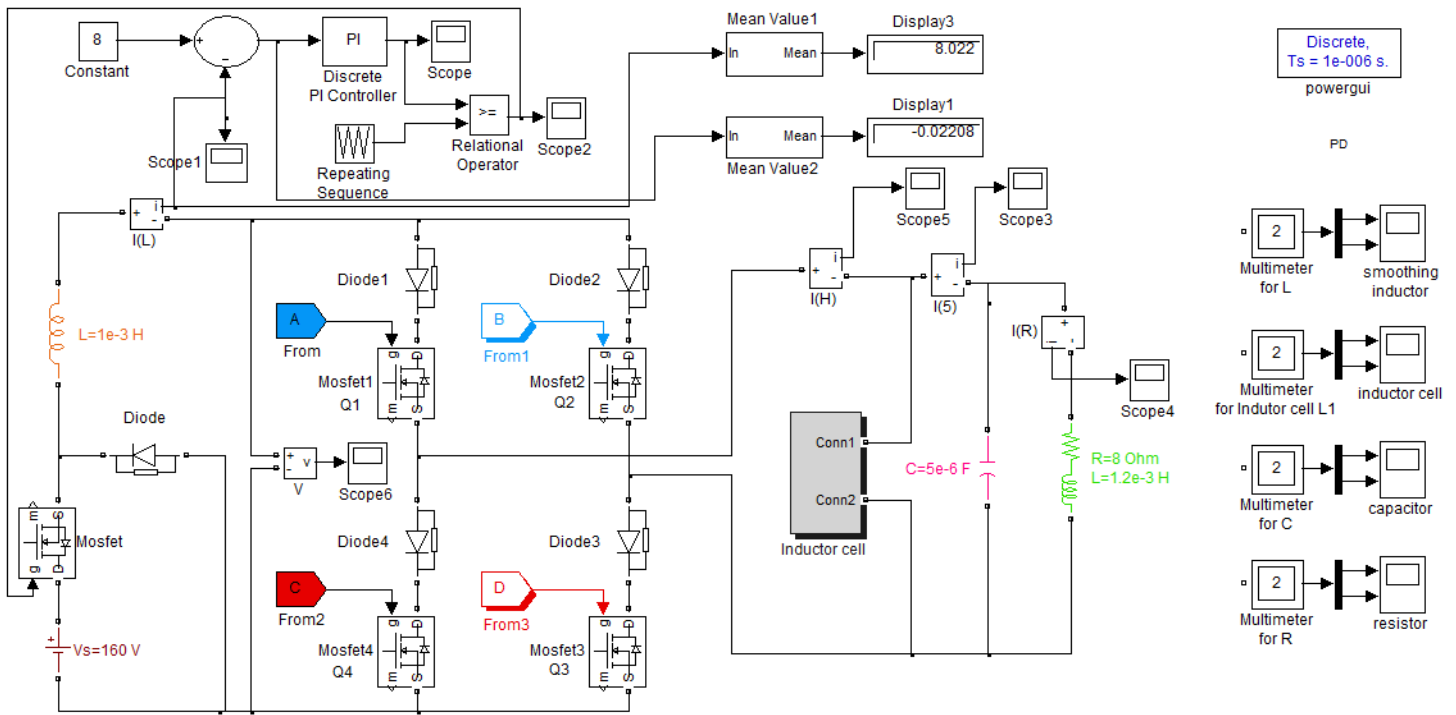 8
Constant
+
−
PI
Discrete
PI Controller
Scope
Scope1
Repeating
Sequence
>=
Relational
Operator
Scope2
Mean Value1
In
Mean
Display3
8.022
Mean Value2
In
Mean
Display1
-0.02208
Discrete,
Ts = 1e-006 s.
powergui
PD
+
-
i
I(L)
L=1e-3 H
Diode
m
S
g
D
Mosfet
+
Vs=160 V
Diode1
A
From
g
D
m
S
Mosfet1
Q1
Diode2
B
From1
g
D
m
S
Mosfet2
Q2
+
-
v
V
Scope6
Diode4
C
From2
g
D
m
S
Mosfet4
Q4
Diode3
D
From3
g
D
m
S
Mosfet3
Q3
Scope5
Scope3
+
i
-
I(H)
+
i
-
I(5)
I(R)
+
i
-
Scope4
Conn1
Conn2
Inductor cell
C=5e-6 F
R=8 Ohm
L=1.2e-3 H
2
Multimeter
for L
smoothing
inductor
2
Multimeter
for Indutor cell L1
inductor cell
2
Multimeter
for C
capacitor
2
Multimeter
for R
resistor